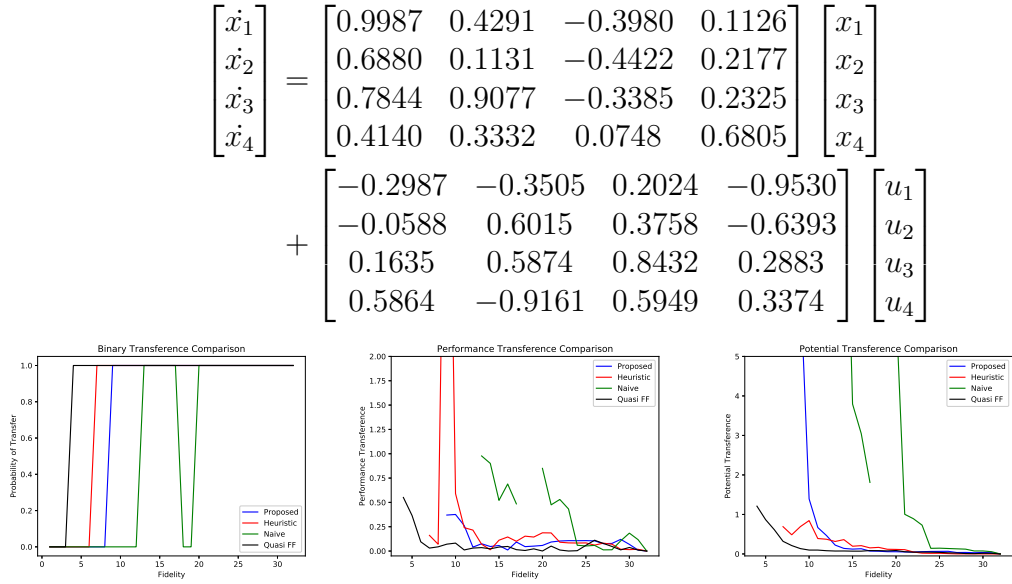 ẋ1 0.9987 0.4291 −0.3980 0.1126 x1
ẋ2 0.6880 0.1131 −0.4422 0.2177 x2
=
ẋ3 0.7844 0.9077 −0.3385 0.2325 x3
ẋ4 0.4140 0.3332 0.0748 0.6805 x4
−0.2987 −0.3505 0.2024 −0.9530 u1
−0.0588 0.6015 0.3758 −0.6393 u2
+
0.1635 0.5874 0.8432 0.2883 u3
0.5864 −0.9161 0.5949 0.3374 u4
Binary Transference Comparison
Probability of Transfer
1.0
0.8
0.6
0.4
0.2
0.0
Proposed
Heuristic
Naive
Quasi FF
0 5 10 15 20 25 30
Fidelity
Performance Transference Comparison
Performance Transference
2.00
1.75
1.50
1.25
1.00
0.75
0.50
0.25
0.00
Proposed
Heuristic
Naive
Quasi FF
5 10 15 20 25 30
Fidelity
Potential Transference Comparison
Potential Transference
5
4
3
2
1
0
Proposed
Heuristic
Naive
Quasi FF
5 10 15 20 25 30
Fidelity